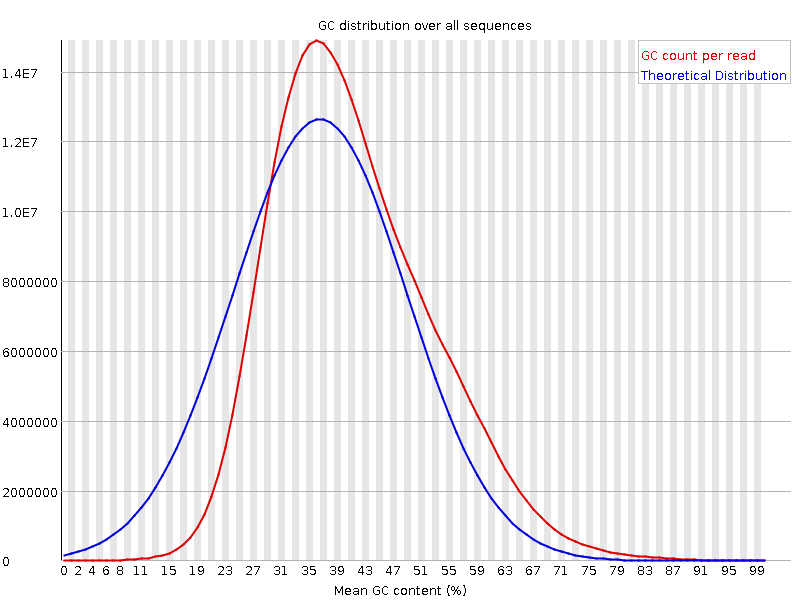 GC distribution over all sequences
GC count per read
Theoretical Distribution
1.4E7
1.2E7
1.0E7
8000000
6000000
4000000
2000000
0
0 2 4 6 8 11 15 19 23 27 31 35 39 43 47 51 55 59 63 67 71 75 79 83 87 91 95 99
Mean GC content (%)